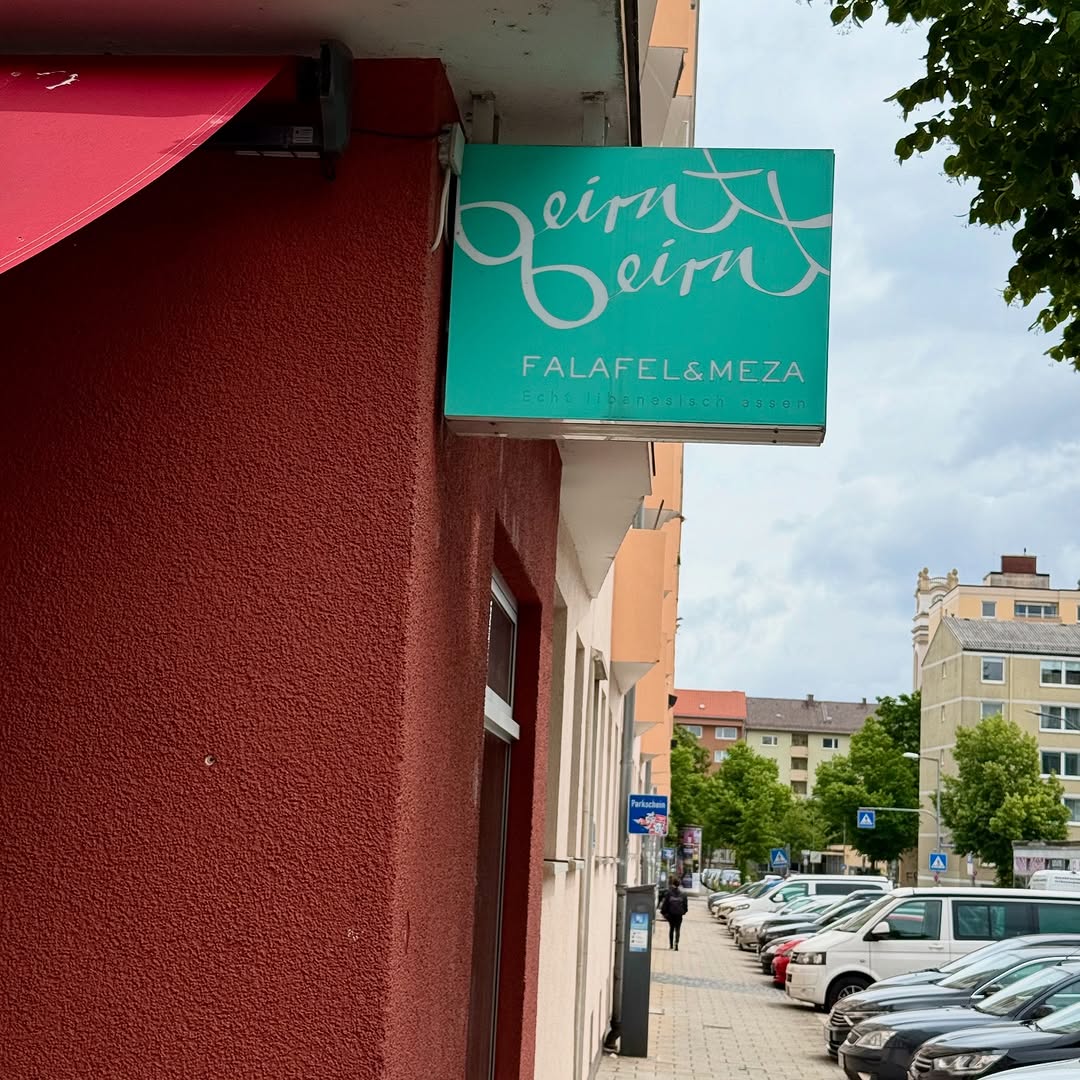 Beirut
Beirut
FALAFEL&MEZA
Echt libanesisch essen
Parkschein